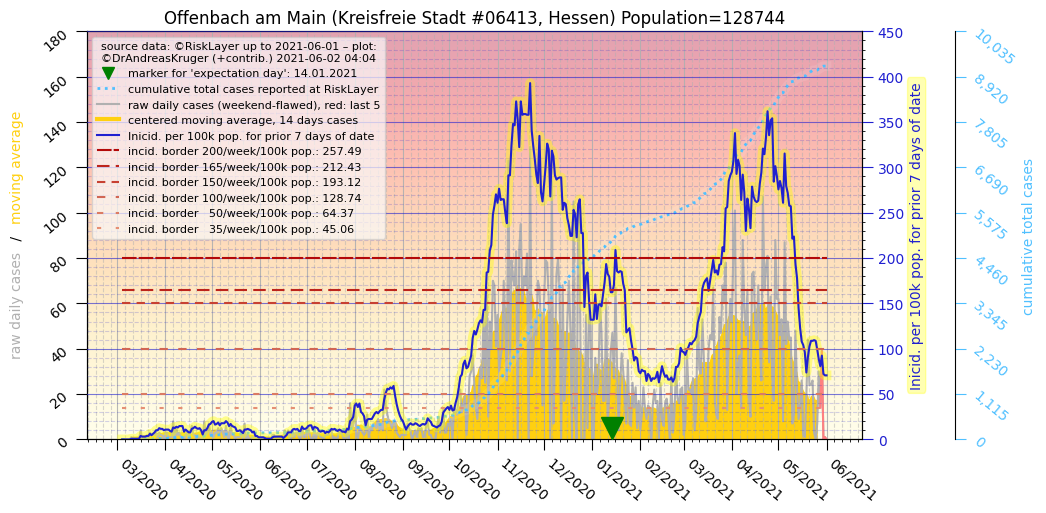 Offenbach am Main (Kreisfreie Stadt #06413, Hessen) Population=128744
source data: ©RiskLayer up to 2021-06-01 – plot:
©DrAndreasKruger (+contrib.) 2021-06-02 04:04
marker for 'expectation day': 14.01.2021
cumulative total cases reported at RiskLayer
raw daily cases (weekend-flawed), red: last 5
centered moving average, 14 days cases
Inicid. per 100k pop. for prior 7 days of date
incid. border 200/week/100k pop.: 257.49
incid. border 165/week/100k pop.: 212.43
incid. border 150/week/100k pop.: 193.12
incid. border 100/week/100k pop.: 128.74
incid. border   50/week/100k pop.: 64.37
incid. border   35/week/100k pop.: 45.06
raw daily cases / moving average
180
160
140
120
100
80
60
40
20
0
450
400
350
300
250
200
150
100
50
0
Inicid. per 100k pop. for prior 7 days of date
10,035
8,920
7,805
6,690
5,575
4,460
3,345
2,230
1,115
0
cumulative total cases
03/2020
04/2020
05/2020
06/2020
07/2020
08/2020
09/2020
10/2020
11/2020
12/2020
01/2021
02/2021
03/2021
04/2021
05/2021
06/2021